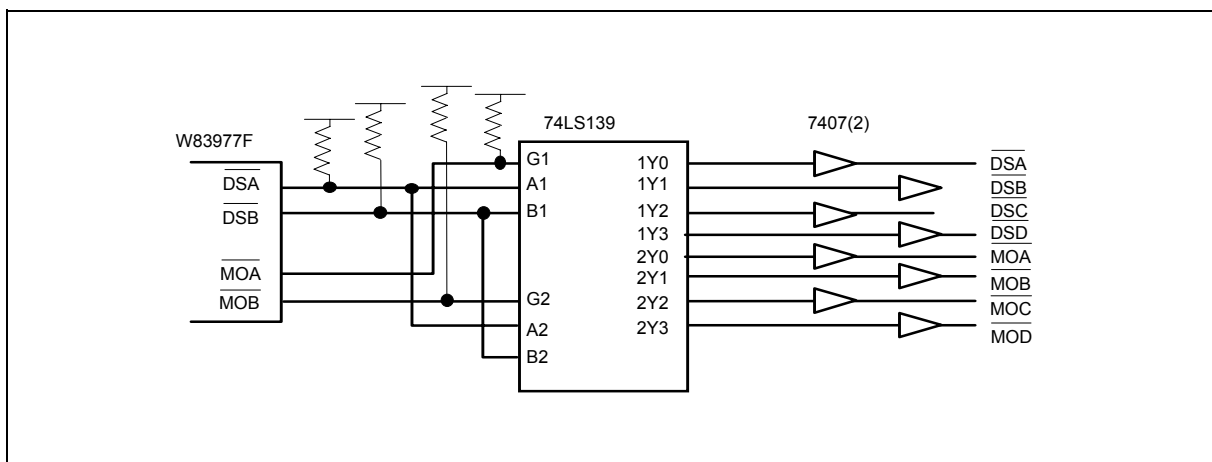 74LS139
7407(2)
W83977F
DSA
DSB
MOA
MOB
G1
A1
B1
G2
A2
B2
1Y0
1Y1
1Y2
1Y3
2Y0
2Y1
2Y2
2Y3
DSA
DSB
DSC
DSD
MOA
MOB
MOC
MOD